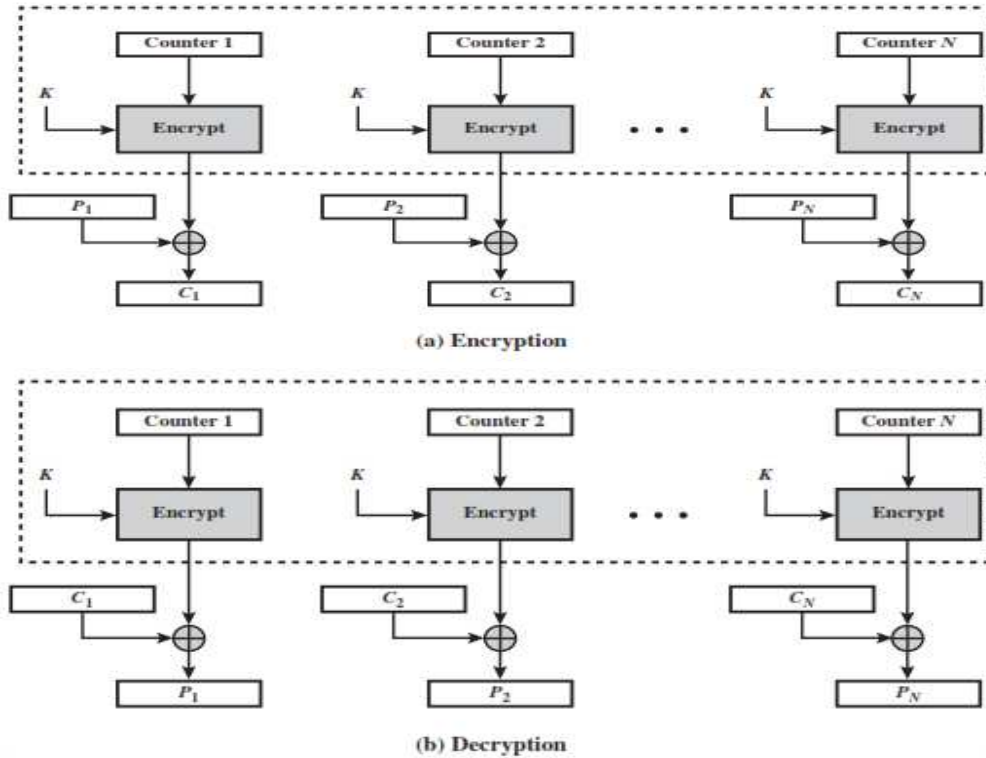 Counter 1 Counter 2 Counter N
K K K
Encrypt Encrypt • • • Encrypt
P1 P2 PN
C1 C2 CN
(a) Encryption
Counter 1 Counter 2 Counter N
K K K
Encrypt Encrypt • • • Encrypt
C1 C2 CN
P1 P2 PN
(b) Decryption